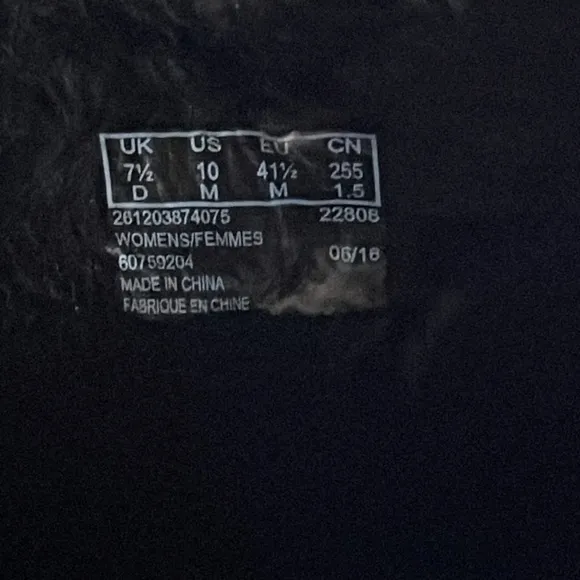 UK US EU CN
7½ 10 41½ 255
D M M 1.5
261203874075 22808
WOMENS/FEMMES
60759204 06/18
MADE IN CHINA
FABRIQUE EN CHINE